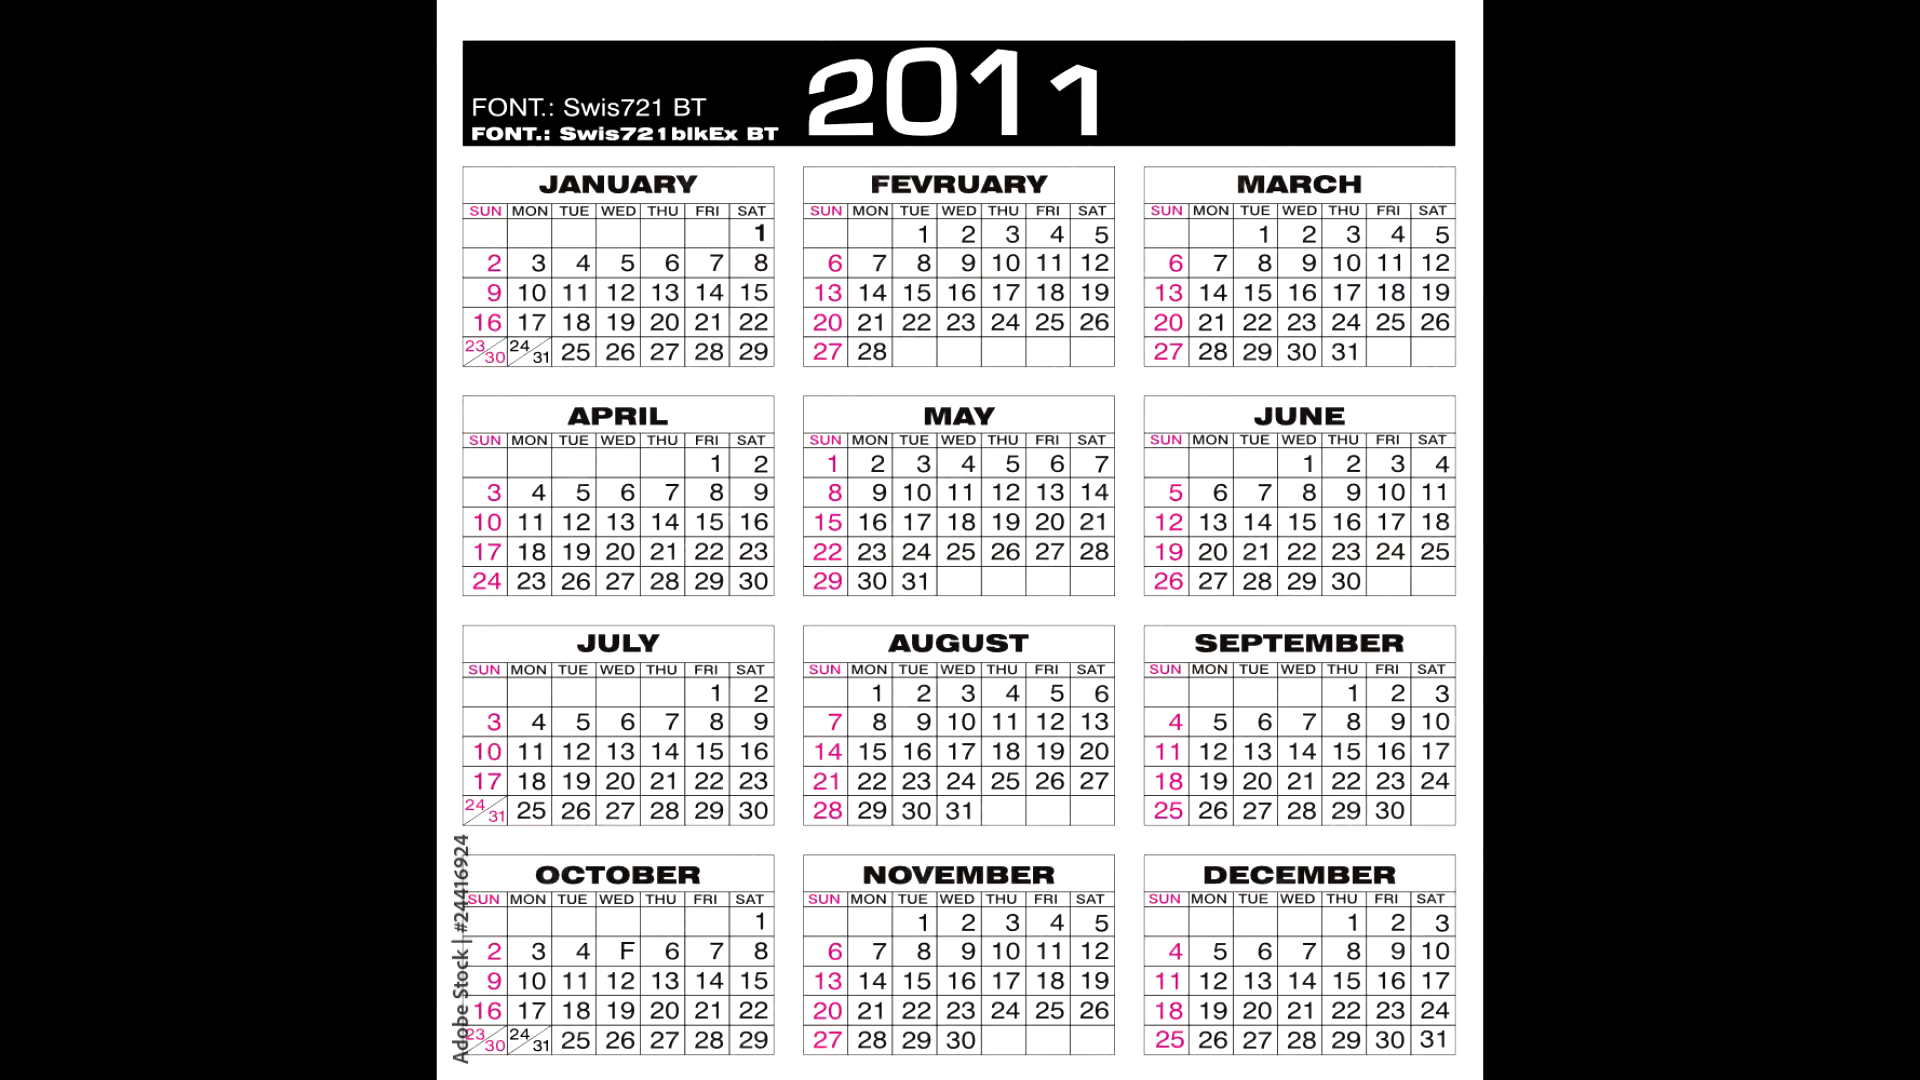 2011
FONT.: Swis721 BT
FONT.: Swis721blkEx BT
JANUARY
SUN MON TUE WED THU FRI SAT
1
2 3 4 5 6 7 8
9 10 11 12 13 14 15
16 17 18 19 20 21 22
23/30 24/31 25 26 27 28 29
FEVRUARY
SUN MON TUE WED THU FRI SAT
1 2 3 4 5
6 7 8 9 10 11 12
13 14 15 16 17 18 19
20 21 22 23 24 25 26
27 28
MARCH
SUN MON TUE WED THU FRI SAT
1 2 3 4 5
6 7 8 9 10 11 12
13 14 15 16 17 18 19
20 21 22 23 24 25 26
27 28 29 30 31
APRIL
SUN MON TUE WED THU FRI SAT
1 2
3 4 5 6 7 8 9
10 11 12 13 14 15 16
17 18 19 20 21 22 23
24 23 26 27 28 29 30
MAY
SUN MON TUE WED THU FRI SAT
1 2 3 4 5 6 7
8 9 10 11 12 13 14
15 16 17 18 19 20 21
22 23 24 25 26 27 28
29 30 31
JUNE
SUN MON TUE WED THU FRI SAT
1 2 3 4
5 6 7 8 9 10 11
12 13 14 15 16 17 18
19 20 21 22 23 24 25
26 27 28 29 30
JULY
SUN MON TUE WED THU FRI SAT
1 2
3 4 5 6 7 8 9
10 11 12 13 14 15 16
17 18 19 20 21 22 23
24/31 25 26 27 28 29 30
AUGUST
SUN MON TUE WED THU FRI SAT
1 2 3 4 5 6
7 8 9 10 11 12 13
14 15 16 17 18 19 20
21 22 23 24 25 26 27
28 29 30 31
SEPTEMBER
SUN MON TUE WED THU FRI SAT
1 2 3
4 5 6 7 8 9 10
11 12 13 14 15 16 17
18 19 20 21 22 23 24
25 26 27 28 29 30
OCTOBER
SUN MON TUE WED THU FRI SAT
1
2 3 4 F 6 7 8
9 10 11 12 13 14 15
16 17 18 19 20 21 22
23/30 24/31 25 26 27 28 29
NOVEMBER
SUN MON TUE WED THU FRI SAT
1 2 3 4 5
6 7 8 9 10 11 12
13 14 15 16 17 18 19
20 21 22 23 24 25 26
27 28 29 30
DECEMBER
SUN MON TUE WED THU FRI SAT
1 2 3
4 5 6 7 8 9 10
11 12 13 14 15 16 17
18 19 20 21 22 23 24
25 26 27 28 29 30 31
Adobe Stock | #24416924